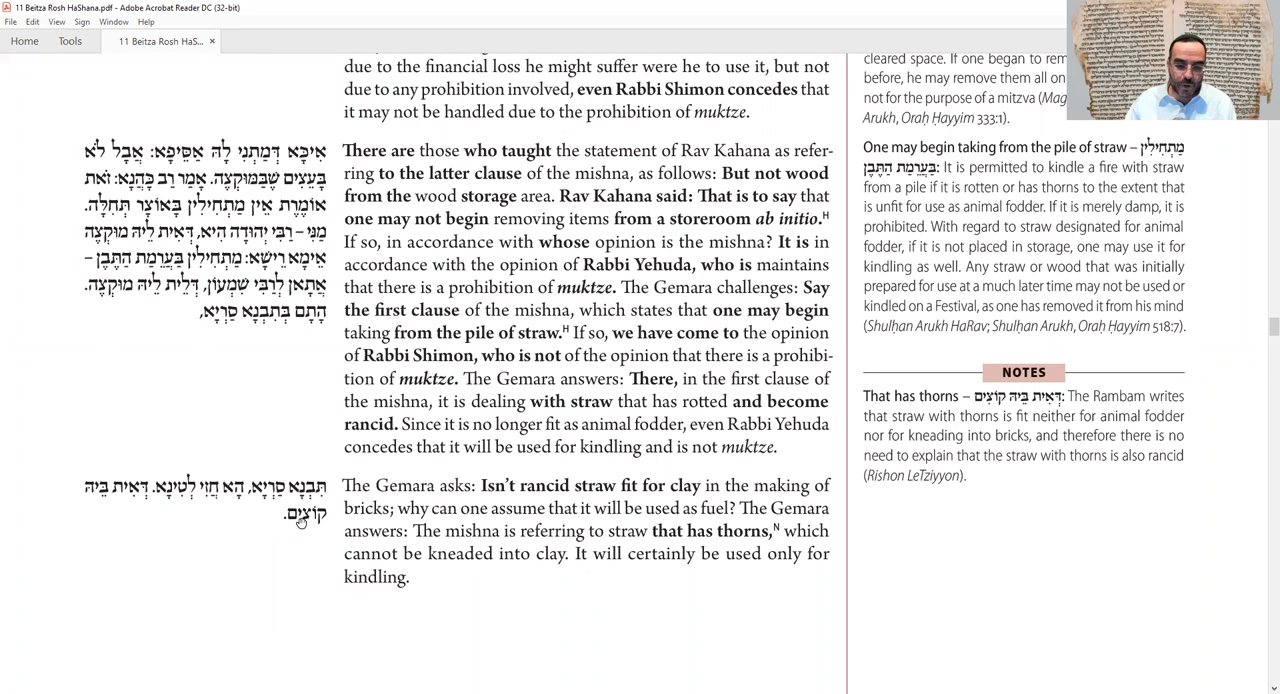 11 Beitza Rosh HaShana.pdf - Adobe Acrobat Reader DC (32-bit)
File Edit View Sign Window Help
Home Tools 11 Beitza Rosh HaS... ×
due to the financial loss he might suffer were he to use it, but not
due to any prohibition involved, even Rabbi Shimon concedes that
it may not be handled due to the prohibition of muktze.
אִיכָּא דְּמַתְנֵי לָהּ אַסֵּיפָא: אֲבָל לֹא
בָּעֵצִים שֶׁבַּמּוּקְצֶה. אָמַר רַב כָּהֲנָא: זֹאת
אוֹמֶרֶת אֵין מַתְחִילִין בָּאוֹצָר תְּחִלָּה.
מַנִּי – רַבִּי יְהוּדָה הִיא, דְּאִית לֵיהּ מוּקְצֶה
אֵימָא רֵישָׁא: מַתְחִילִין בַּעֲרֵמַת הַתֶּבֶן –
אֲתָאן לְרַבִּי שִׁמְעוֹן, דְּלֵית לֵיהּ מוּקְצֶה.
הָתָם בְּתִבְנָא סַרְיָא,
There are those who taught the statement of Rav Kahana as refer-
ring to the latter clause of the mishna, as follows: But not wood
from the wood storage area. Rav Kahana said: That is to say that
one may not begin removing items from a storeroom ab initio.H
If so, in accordance with whose opinion is the mishna? It is in
accordance with the opinion of Rabbi Yehuda, who is maintains
that there is a prohibition of muktze. The Gemara challenges: Say
the first clause of the mishna, which states that one may begin
taking from the pile of straw.H If so, we have come to the opinion
of Rabbi Shimon, who is not of the opinion that there is a prohibi-
tion of muktze. The Gemara answers: There, in the first clause of
the mishna, it is dealing with straw that has rotted and become
rancid. Since it is no longer fit as animal fodder, even Rabbi Yehuda
concedes that it will be used for kindling and is not muktze.
תִּבְנָא סַרְיָא, הָא חֲזֵי לְטִינָא. דְּאִית בֵּיהּ
קוֹצִים.
The Gemara asks: Isn't rancid straw fit for clay in the making of
bricks; why can one assume that it will be used as fuel? The Gemara
answers: The mishna is referring to straw that has thorns,N which
cannot be kneaded into clay. It will certainly be used only for
kindling.
cleared space. If one began to rem
before, he may remove them all on
not for the purpose of a mitzva (Mag
Arukh, Oraḥ Ḥayyim 333:1).
One may begin taking from the pile of straw – מַתְחִילִין
בַּעֲרֵמַת הַתֶּבֶן: It is permitted to kindle a fire with straw
from a pile if it is rotten or has thorns to the extent that
is unfit for use as animal fodder. If it is merely damp, it is
prohibited. With regard to straw designated for animal
fodder, if it is not placed in storage, one may use it for
kindling as well. Any straw or wood that was initially
prepared for use at a much later time may not be used or
kindled on a Festival, as one has removed it from his mind
(Shulḥan Arukh HaRav; Shulḥan Arukh, Oraḥ Ḥayyim 518:7).
NOTES
That has thorns – דְּאִית בֵּיהּ קוֹצִים: The Rambam writes
that straw with thorns is fit neither for animal fodder
nor for kneading into bricks, and therefore there is no
need to explain that the straw with thorns is also rancid
(Rishon LeTziyyon).